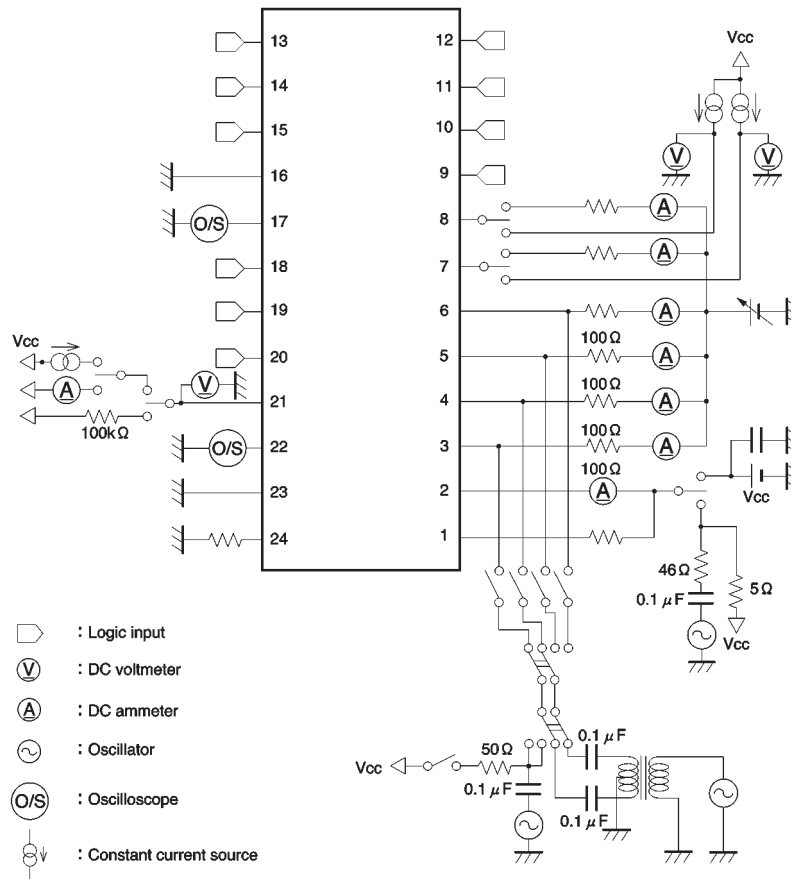 13
12
Vcc
14
11
15
10
V
V
16
9
A
17
O/S
8
A
18
7
19
6
A
Vcc
100Ω
20
5
A
A
V
100Ω
21
4
A
100kΩ
100Ω
22
O/S
3
A
100Ω
23
2
A
Vcc
24
1
46Ω
0.1 μF
5Ω
Vcc
: Logic input
V : DC voltmeter
A : DC ammeter
: Oscillator
O/S : Oscilloscope
: Constant current source
Vcc
50Ω
0.1 μF
0.1 μF
0.1 μF